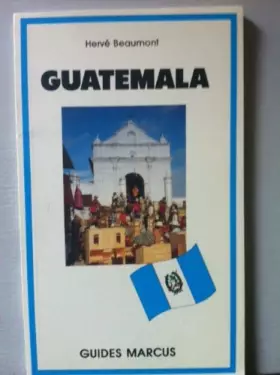 Hervé Beaumont
GUATEMALA
GUIDES MARCUS